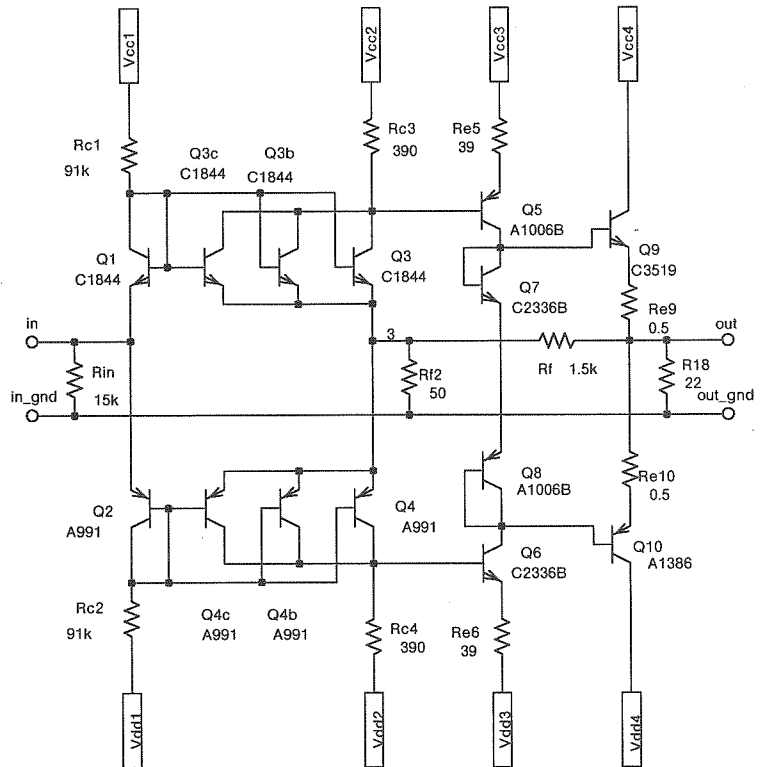 Vcc1
Vcc2
Vcc3
Vcc4
Rc1
91k
Q3c
C1844
Q3b
C1844
Rc3
390
Re5
39
Q5
A1006B
Q1
C1844
Q3
C1844
Q7
C2336B
Q9
C3519
Re9
0.5
in
3
out
Rin
15k
Rf2
50
Rf 1.5k
R18
22
in_gnd
out_gnd
Q2
A991
Q4
A991
Q8
A1006B
Re10
0.5
Q6
C2336B
Q10
A1386
Rc2
91k
Q4c
A991
Q4b
A991
Rc4
390
Re6
39
Vdd1
Vdd2
Vdd3
Vdd4